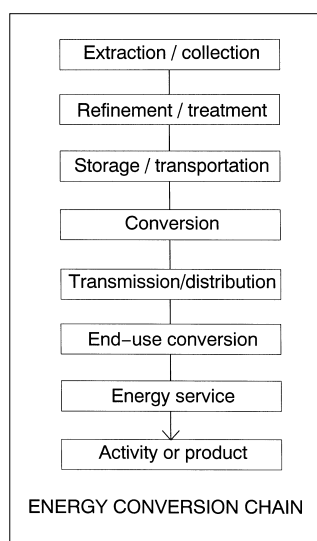 Extraction / collection
Refinement / treatment
Storage / transportation
Conversion
Transmission/distribution
End-use conversion
Energy service
Activity or product
ENERGY CONVERSION CHAIN